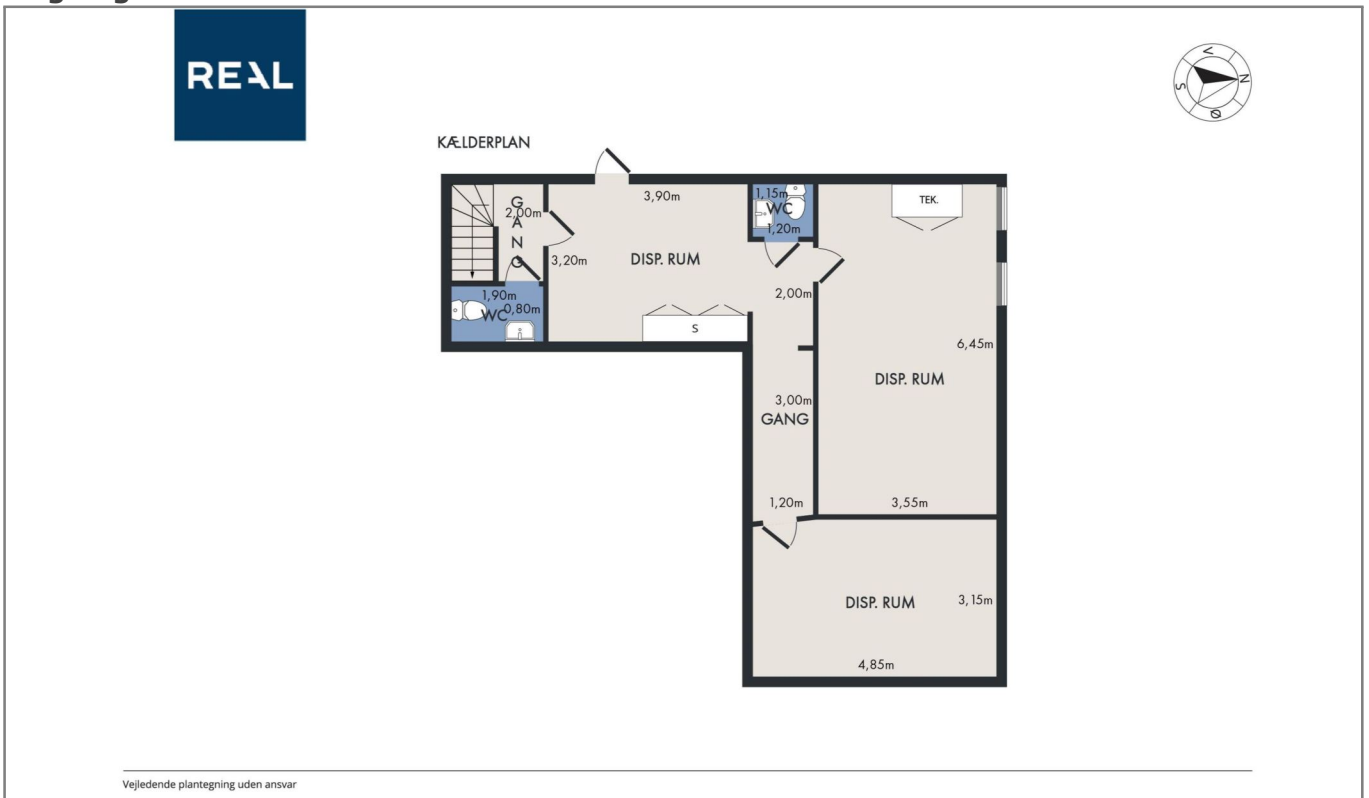 REAL
V
N
S
Ø
KÆLDERPLAN
GANG
2,00m
3,90m
1,15m
WC
1,20m
TEK.
3,20m
DISP. RUM
2,00m
1,90m
0,80m
WC
S
6,45m
DISP. RUM
3,00m
GANG
1,20m
3,55m
DISP. RUM
3,15m
4,85m
Vejledende plantegning uden ansvar